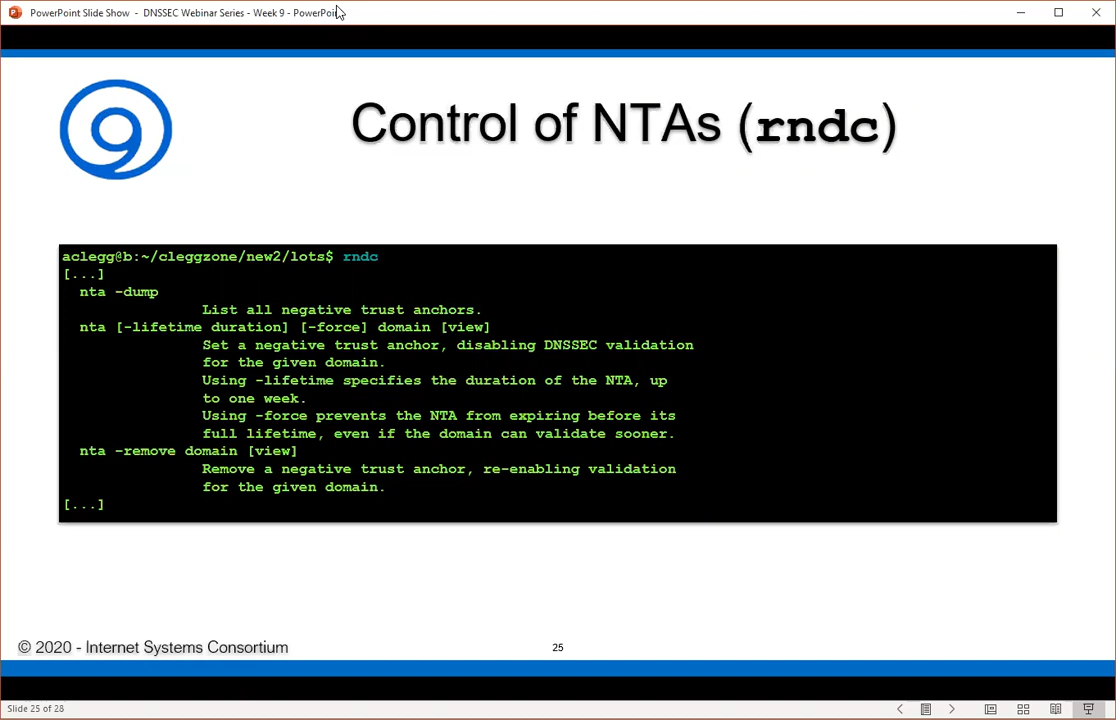 PowerPoint Slide Show - DNSSEC Webinar Series - Week 9 - PowerPoint
9
Control of NTAs (rndc)
aclegg@b:~/cleggzone/new2/lots$ rndc
[...]
nta -dump
List all negative trust anchors.
nta [-lifetime duration] [-force] domain [view]
Set a negative trust anchor, disabling DNSSEC validation
for the given domain.
Using -lifetime specifies the duration of the NTA, up
to one week.
Using -force prevents the NTA from expiring before its
full lifetime, even if the domain can validate sooner.
nta -remove domain [view]
Remove a negative trust anchor, re-enabling validation
for the given domain.
[...]
© 2020 - Internet Systems Consortium
25
Slide 25 of 28